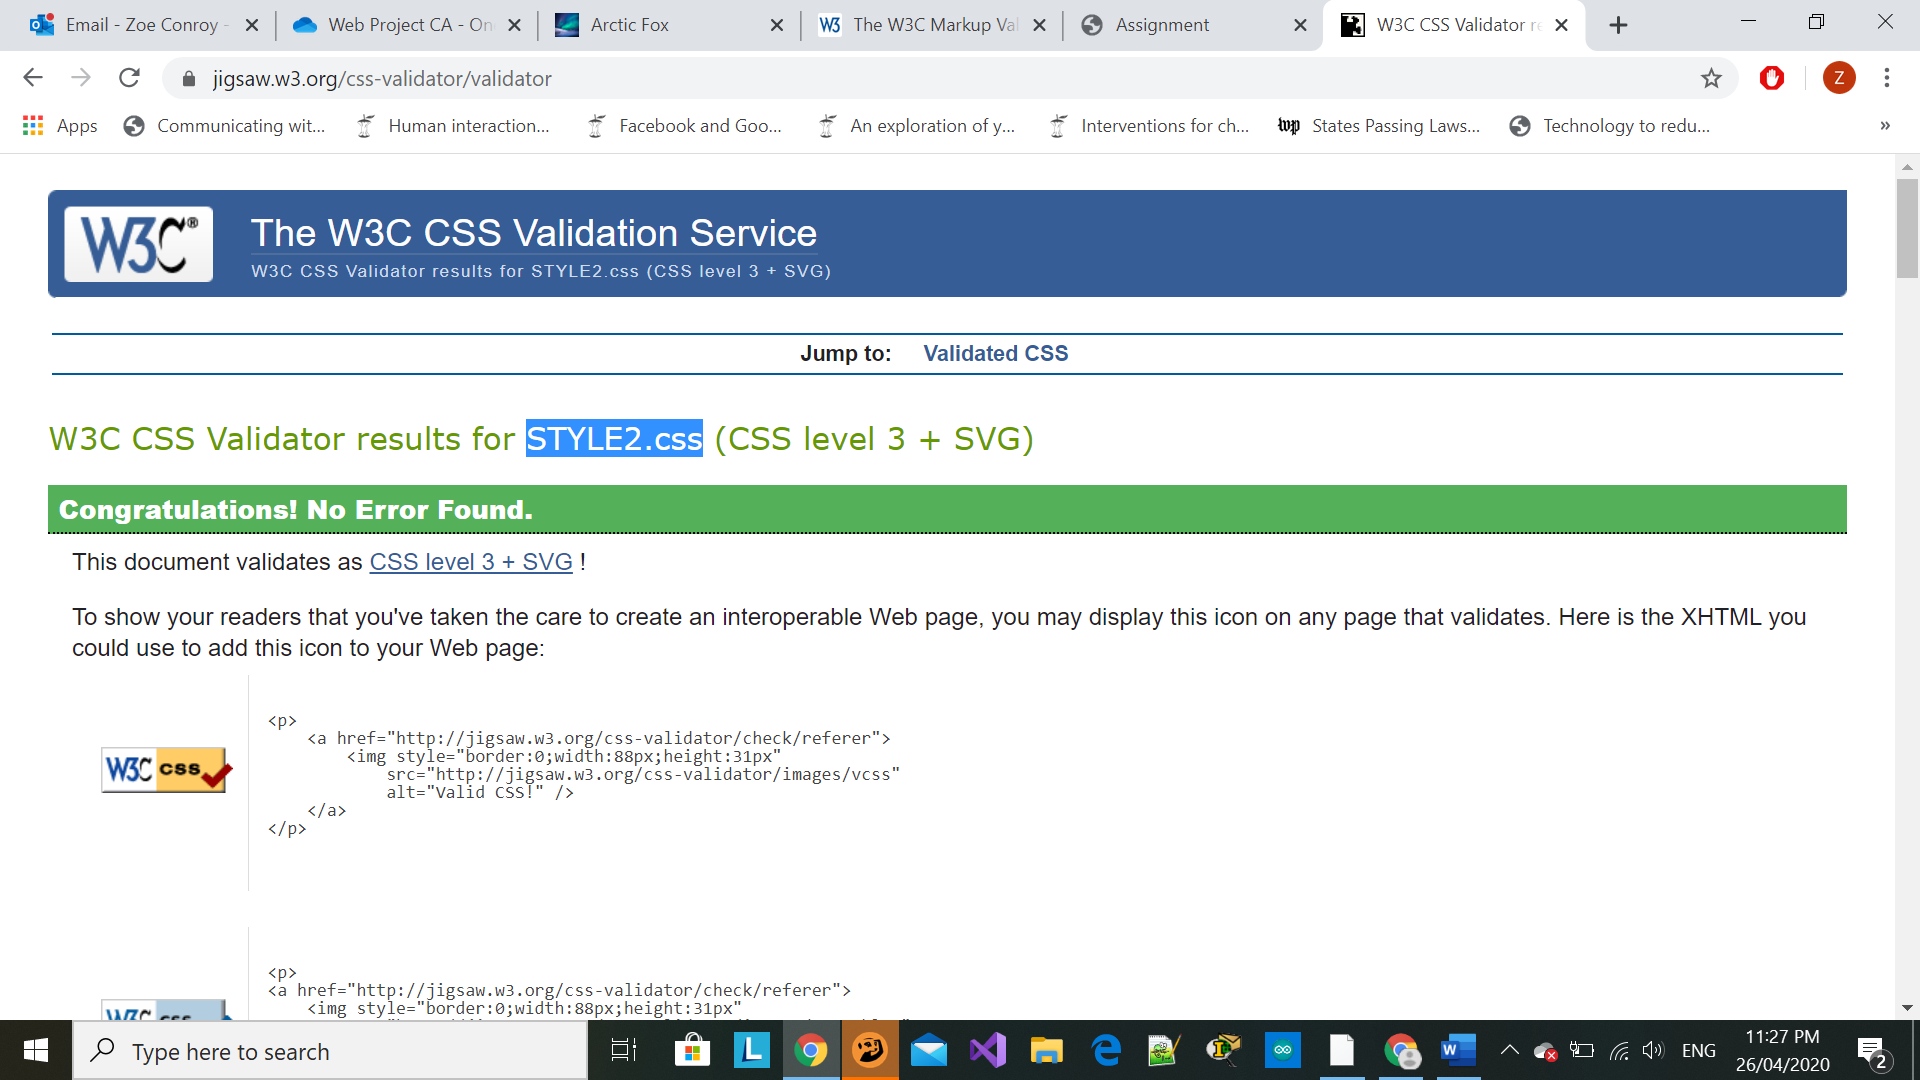 Email - Zoe Conroy -
Web Project CA - On
Arctic Fox
W3 The W3C Markup Val
Assignment
W3C CSS Validator re
jigsaw.w3.org/css-validator/validator
Z
Apps
Communicating wit...
Human interaction...
Facebook and Goo...
An exploration of y...
Interventions for ch...
wp States Passing Laws...
Technology to redu...
»
W3C®
The W3C CSS Validation Service
W3C CSS Validator results for STYLE2.css (CSS level 3 + SVG)
Jump to: Validated CSS
W3C CSS Validator results for STYLE2.css (CSS level 3 + SVG)
Congratulations! No Error Found.
This document validates as CSS level 3 + SVG !
To show your readers that you've taken the care to create an interoperable Web page, you may display this icon on any page that validates. Here is the XHTML you
could use to add this icon to your Web page:
W3C css
<p>
<a href="http://jigsaw.w3.org/css-validator/check/referer">
<img style="border:0;width:88px;height:31px"
src="http://jigsaw.w3.org/css-validator/images/vcss"
alt="Valid CSS!" />
</a>
</p>
W3C css
<p>
<a href="http://jigsaw.w3.org/css-validator/check/referer">
<img style="border:0;width:88px;height:31px"
Type here to search
L
W
ENG
11:27 PM
26/04/2020
2